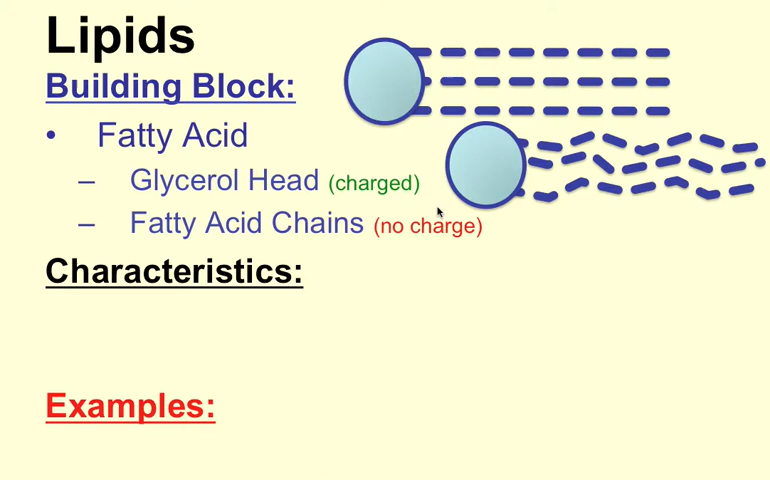 Lipids
Building Block:
• Fatty Acid
– Glycerol Head (charged)
– Fatty Acid Chains (no charge)
Characteristics:
Examples: